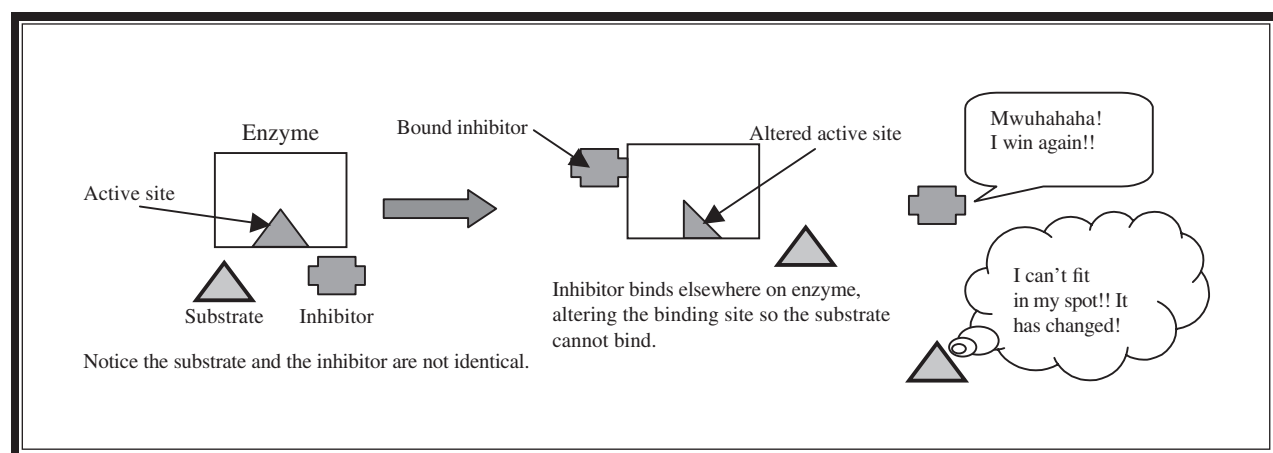 Enzyme
Active site
Substrate
Inhibitor
Notice the substrate and the inhibitor are not identical.
Bound inhibitor
Altered active site
Inhibitor binds elsewhere on enzyme,
altering the binding site so the substrate
cannot bind.
Mwuhahaha!
I win again!!
I can’t fit
in my spot!! It
has changed!